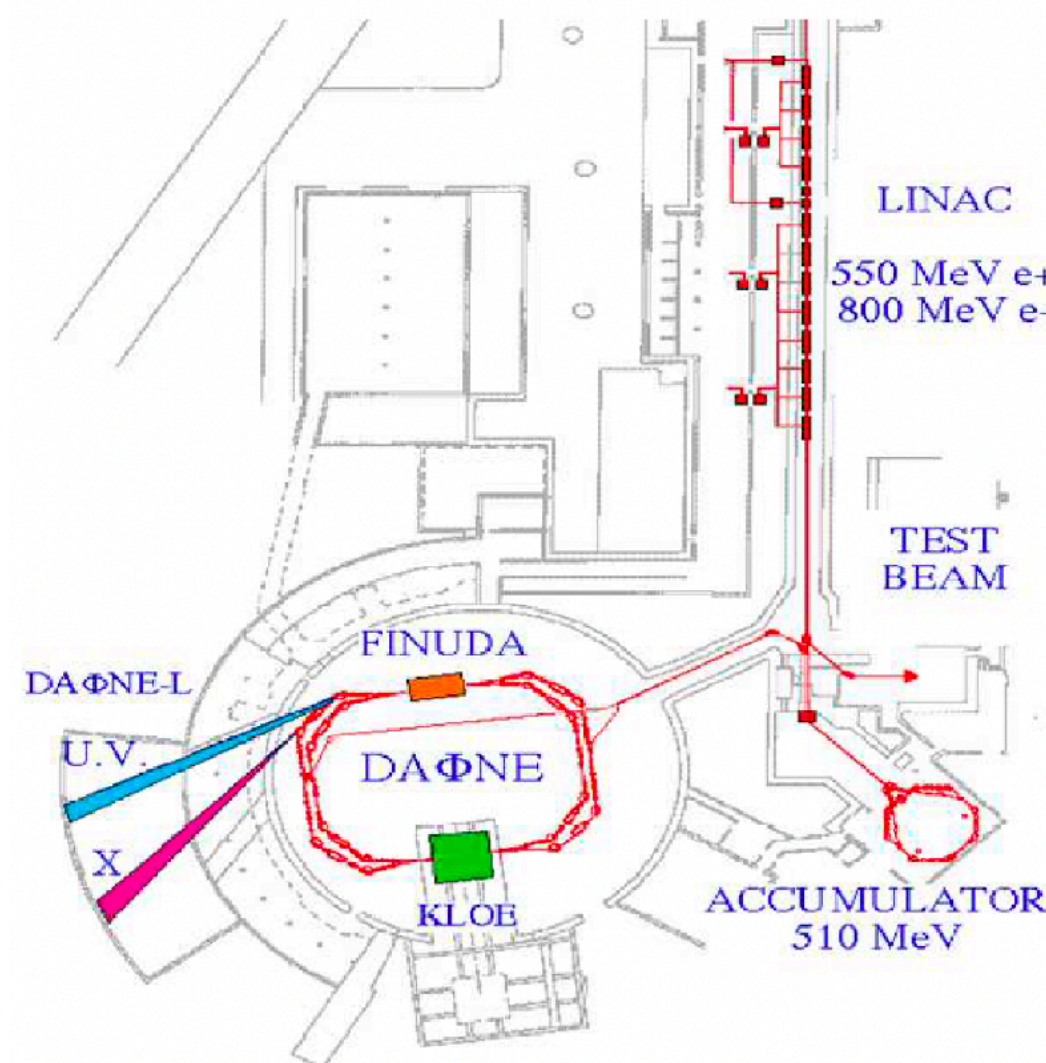 LINAC
550 MeV e+
800 MeV e-
TEST
BEAM
FINUDA
DAΦNE-L
U.V.
DAΦNE
X
KLOE
ACCUMULATOR
510 MeV